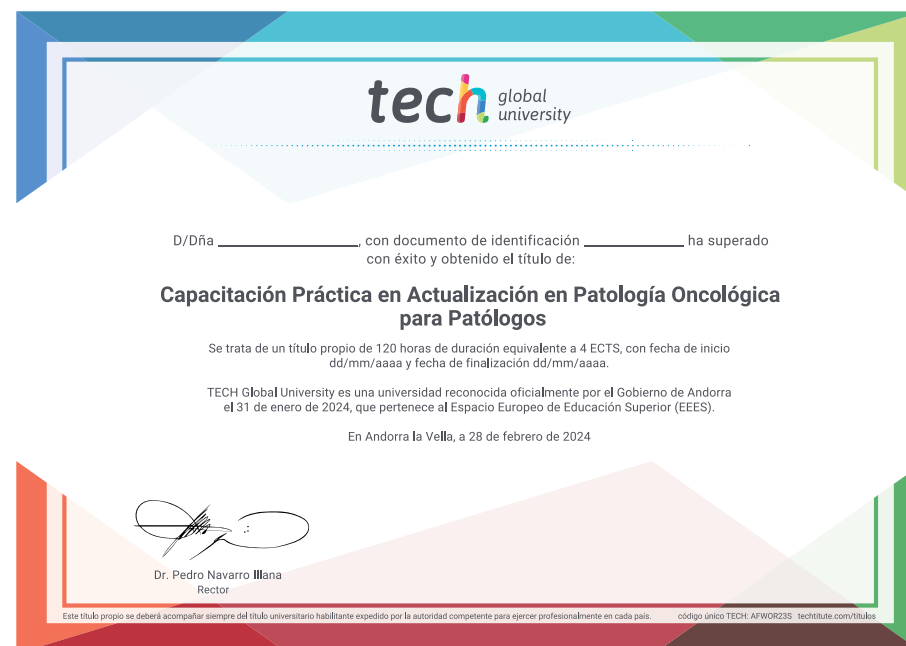 tech global university
D/Dña ____________________, con documento de identificación ______________ ha superado
con éxito y obtenido el título de:
Capacitación Práctica en Actualización en Patología Oncológica
para Patólogos
Se trata de un título propio de 120 horas de duración equivalente a 4 ECTS, con fecha de inicio
dd/mm/aaaa y fecha de finalización dd/mm/aaaa.
TECH Global University es una universidad reconocida oficialmente por el Gobierno de Andorra
el 31 de enero de 2024, que pertenece al Espacio Europeo de Educación Superior (EEES).
En Andorra la Vella, a 28 de febrero de 2024
Dr. Pedro Navarro Illana
Rector
Este título propio se deberá acompañar siempre del título universitario habilitante expedido por la autoridad competente para ejercer profesionalmente en cada país. código único TECH: AFWOR23S techtitute.com/titulos